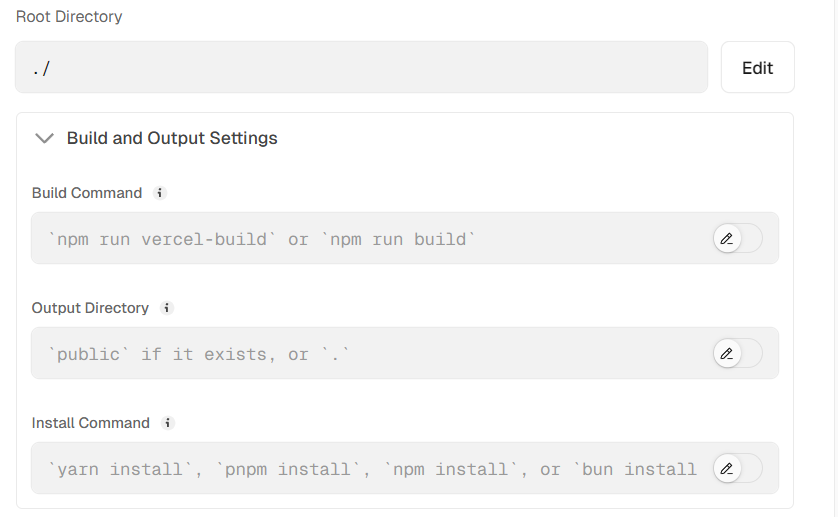 Root Directory
./
Edit
Build and Output Settings
Build Command
`npm run vercel-build` or `npm run build`
Output Directory
`public` if it exists, or `.`
Install Command
`yarn install`, `pnpm install`, `npm install`, or `bun install